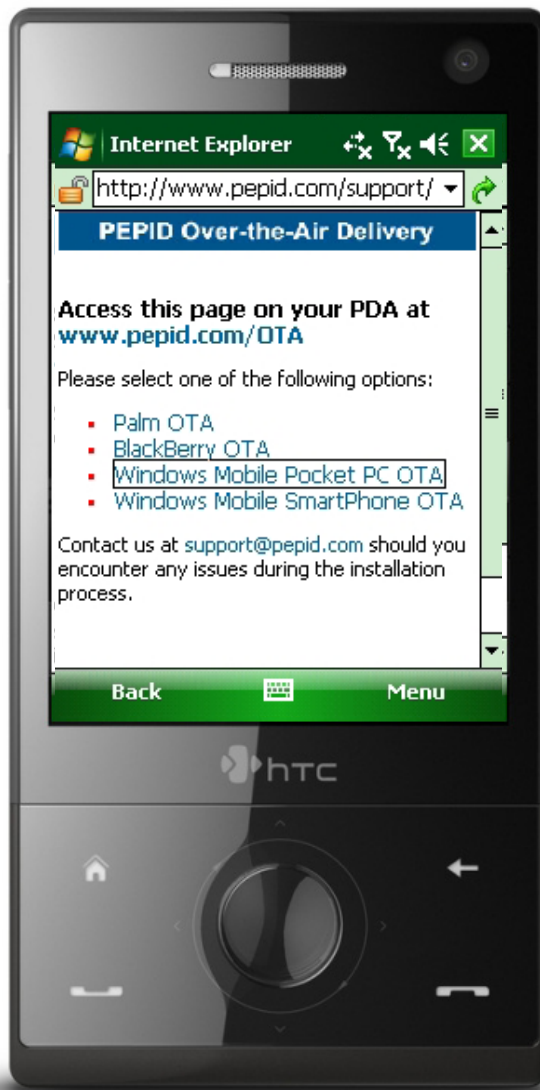 Internet Explorer
http://www.pepid.com/support/
PEPID Over-the-Air Delivery
Access this page on your PDA at
www.pepid.com/OTA
Please select one of the following options:
Palm OTA
BlackBerry OTA
Windows Mobile Pocket PC OTA
Windows Mobile SmartPhone OTA
Contact us at support@pepid.com should you
encounter any issues during the installation
process.
Back Menu
hTC